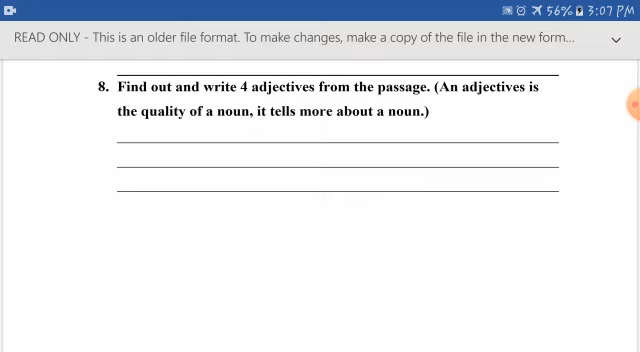 56% 3:07 PM
READ ONLY - This is an older file format. To make changes, make a copy of the file in the new form...
8. Find out and write 4 adjectives from the passage. (An adjectives is
the quality of a noun, it tells more about a noun.)